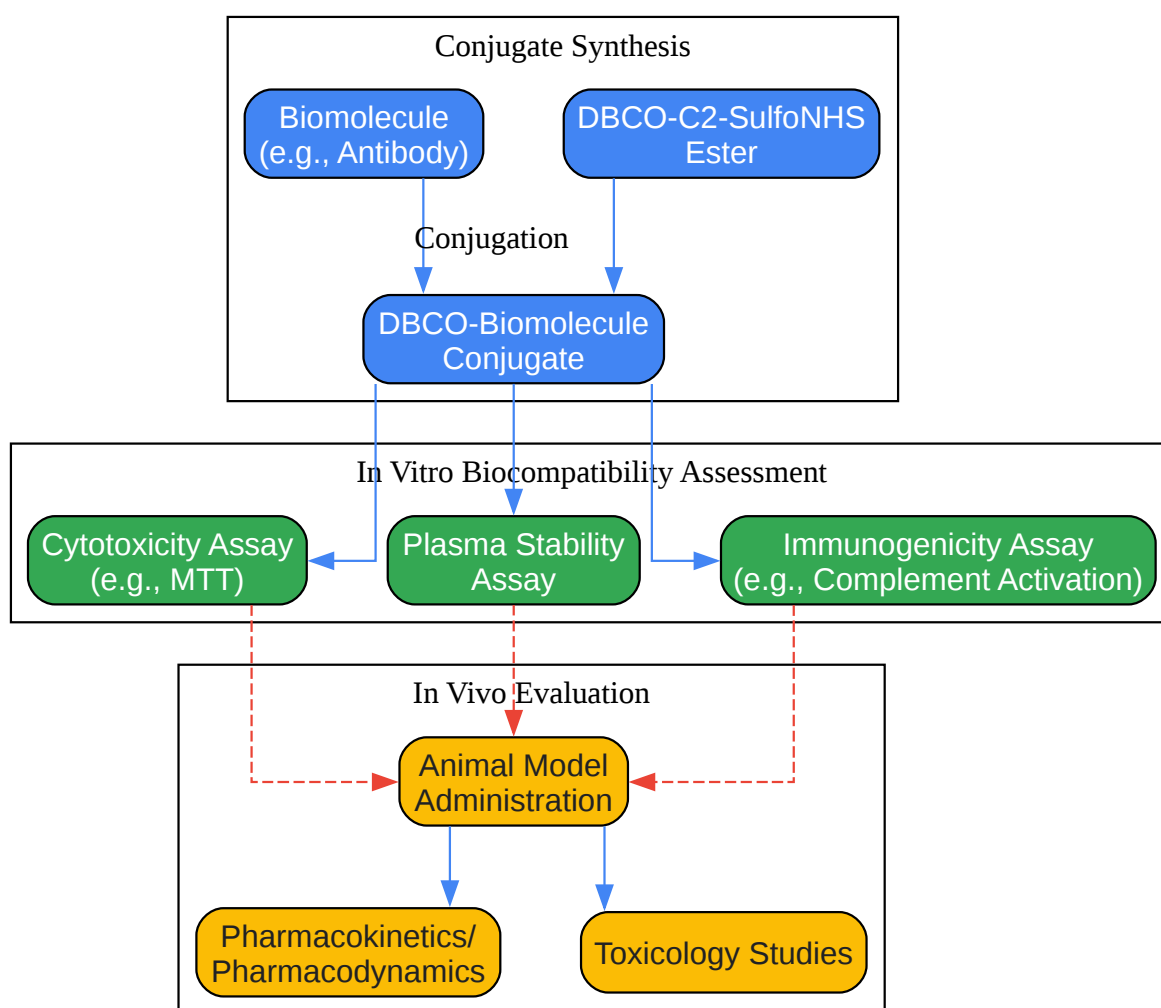 Conjugate Synthesis
Biomolecule
(e.g., Antibody)
DBCO-C2-SulfoNHS
Ester
Conjugation
DBCO-Biomolecule
Conjugate
In Vitro Biocompatibility Assessment
Cytotoxicity Assay
(e.g., MTT)
Plasma Stability
Assay
Immunogenicity Assay
(e.g., Complement Activation)
In Vivo Evaluation
Animal Model
Administration
Pharmacokinetics/
Pharmacodynamics
Toxicology Studies